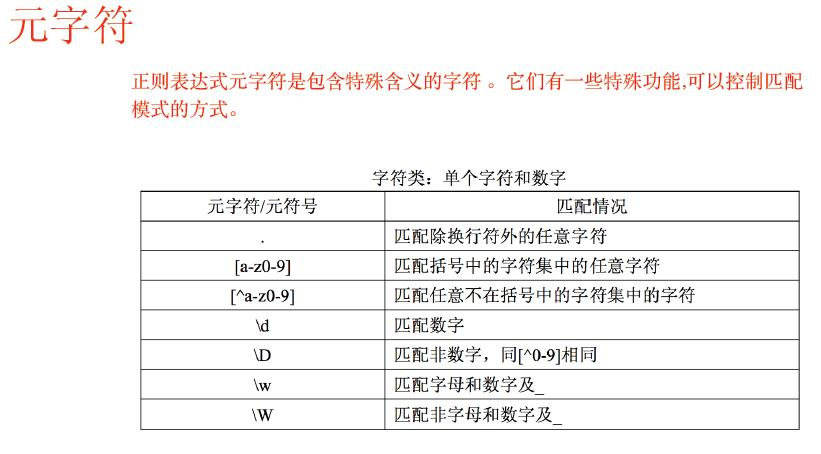 元字符
正则表达式元字符是包含特殊含义的字符 。它们有一些特殊功能,可以控制匹配
模式的方式。
字符类：单个字符和数字
元字符/元符号 匹配情况
. 匹配除换行符外的任意字符
[a-z0-9] 匹配括号中的字符集中的任意字符
[^a-z0-9] 匹配任意不在括号中的字符集中的字符
\d 匹配数字
\D 匹配非数字，同[^0-9]相同
\w 匹配字母和数字及_
\W 匹配非字母和数字及_